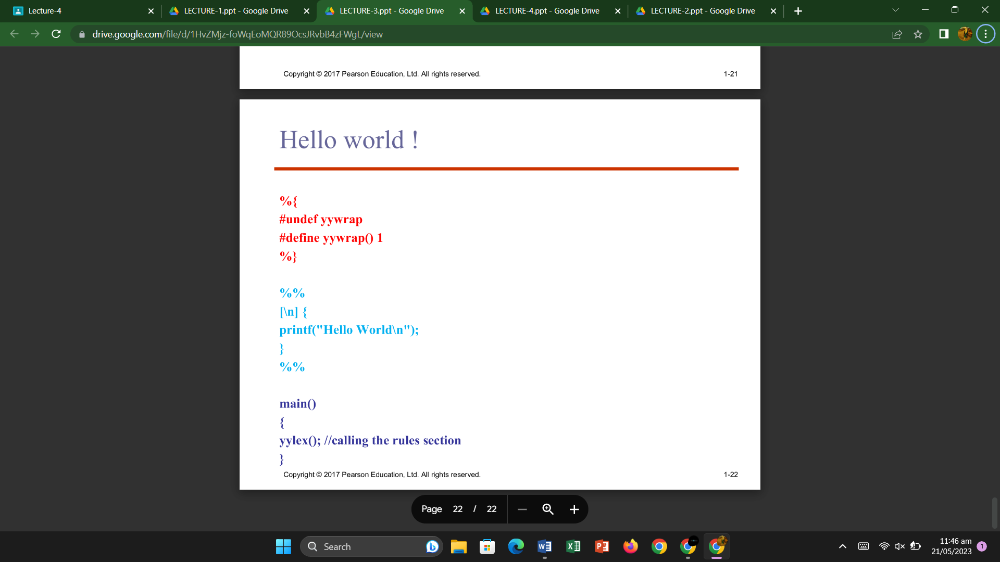 Lecture-4
LECTURE-1.ppt - Google Drive
LECTURE-3.ppt - Google Drive
LECTURE-4.ppt - Google Drive
LECTURE-2.ppt - Google Drive
drive.google.com/file/d/1HvZMjz-foWqEoMQR89OcsJRvbB4zFWgL/view
Copyright © 2017 Pearson Education, Ltd. All rights reserved.
1-21
Hello world !
%{
#undef yywrap
#define yywrap() 1
%}
%%
[\n] {
printf("Hello World\n");
}
%%
main()
{
yylex(); //calling the rules section
}
Copyright © 2017 Pearson Education, Ltd. All rights reserved.
1-22
Page 22 / 22
Search
11:46 am
21/05/2023
1